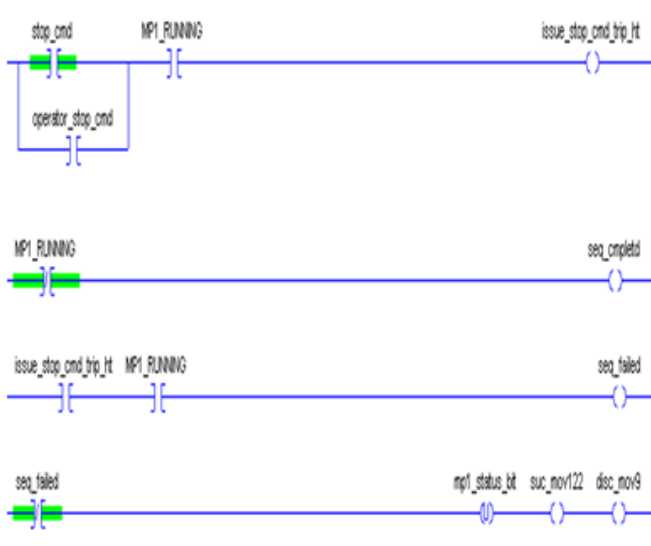 stop_cmd MP1_RUNNING issue_stop_cmd_trip_ht
operator_stop_cmd
MP1_RUNNING seq_cmpletd
issue_stop_cmd_trip_ht MP1_RUNNING seq_failed
seq_failed mp1_status_bit suc_mov122 disc_mov9
U